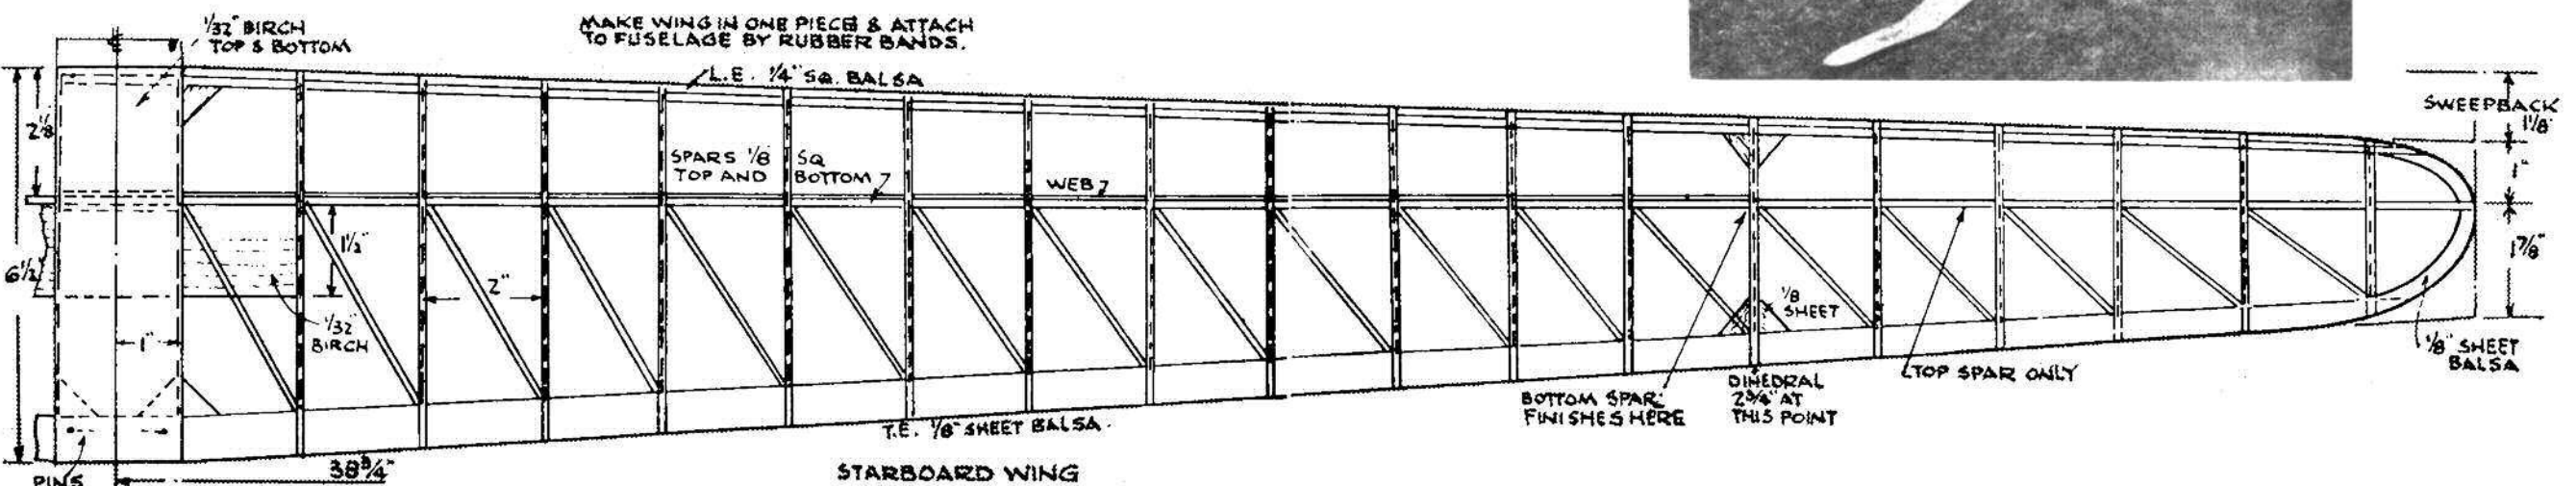 1/32" BIRCH
TOP & BOTTOM
MAKE WING IN ONE PIECE & ATTACH
TO FUSELAGE BY RUBBER BANDS.
L.E. 1/4" SQ. BALSA
SWEEPBACK
1 1/8"
2 1/8
SPARS 1/8 SQ
TOP AND BOTTOM
WEB
1"
1 1/2"
6 1/2"
2"
1 7/8"
1/32"
BIRCH
1"
1/8
SHEET
1/8" SHEET
BALSA
TOP SPAR ONLY
BOTTOM SPAR
FINISHES HERE
DIHEDRAL
2 3/4" AT
THIS POINT
T.E. 1/8" SHEET BALSA.
38 3/4"
STARBOARD WING
PINS